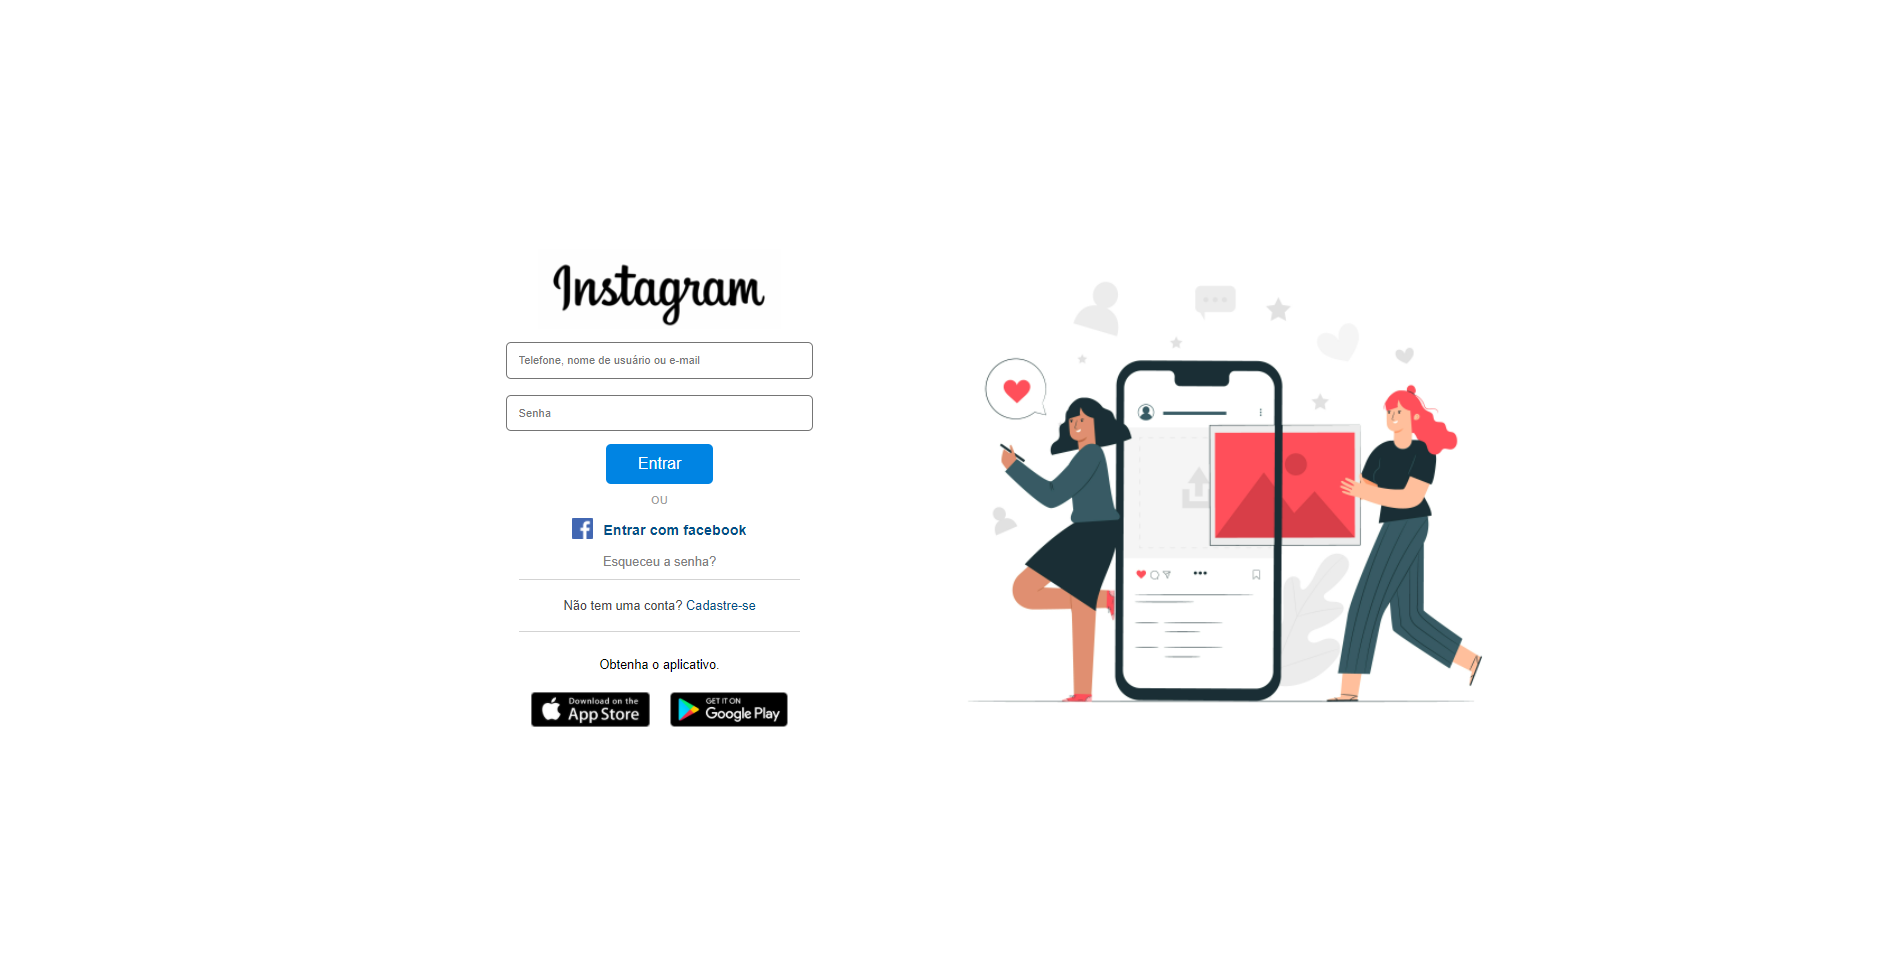 Instagram
Telefone, nome de usuário ou e-mail
Senha
Entrar
OU
Entrar com facebook
Esqueceu a senha?
Não tem uma conta? Cadastre-se
Obtenha o aplicativo.
Download on the
App Store
GET IT ON
Google Play